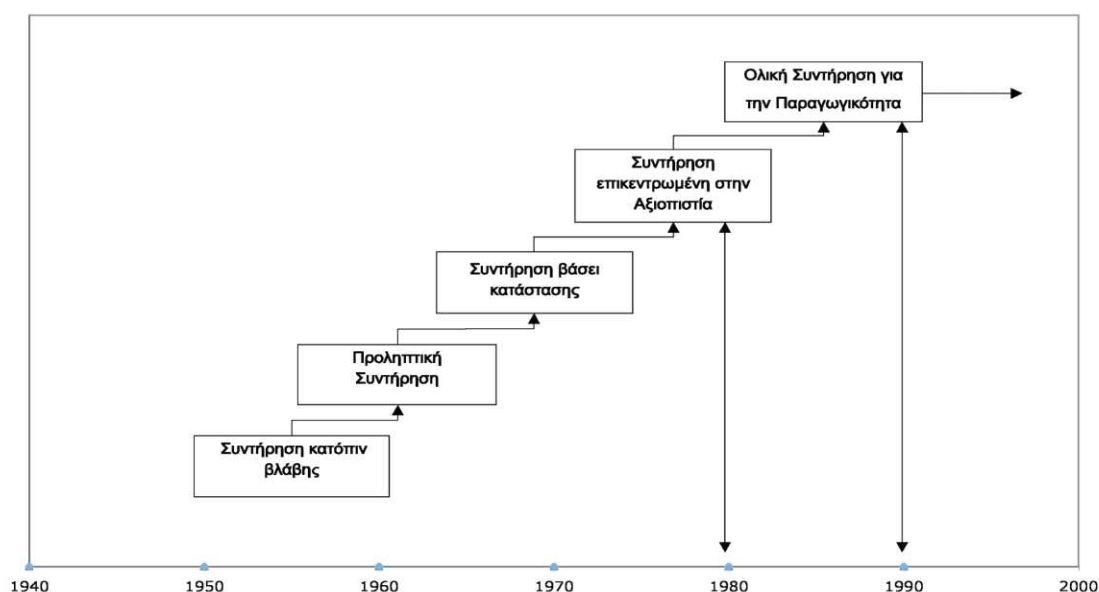 Ολική Συντήρηση για
την Παραγωγικότητα
Συντήρηση
επικεντρωμένη στην
Αξιοπιστία
Συντήρηση βάσει
κατάστασης
Προληπτική
Συντήρηση
Συντήρηση κατόπιν
βλάβης
1940 1950 1960 1970 1980 1990 2000